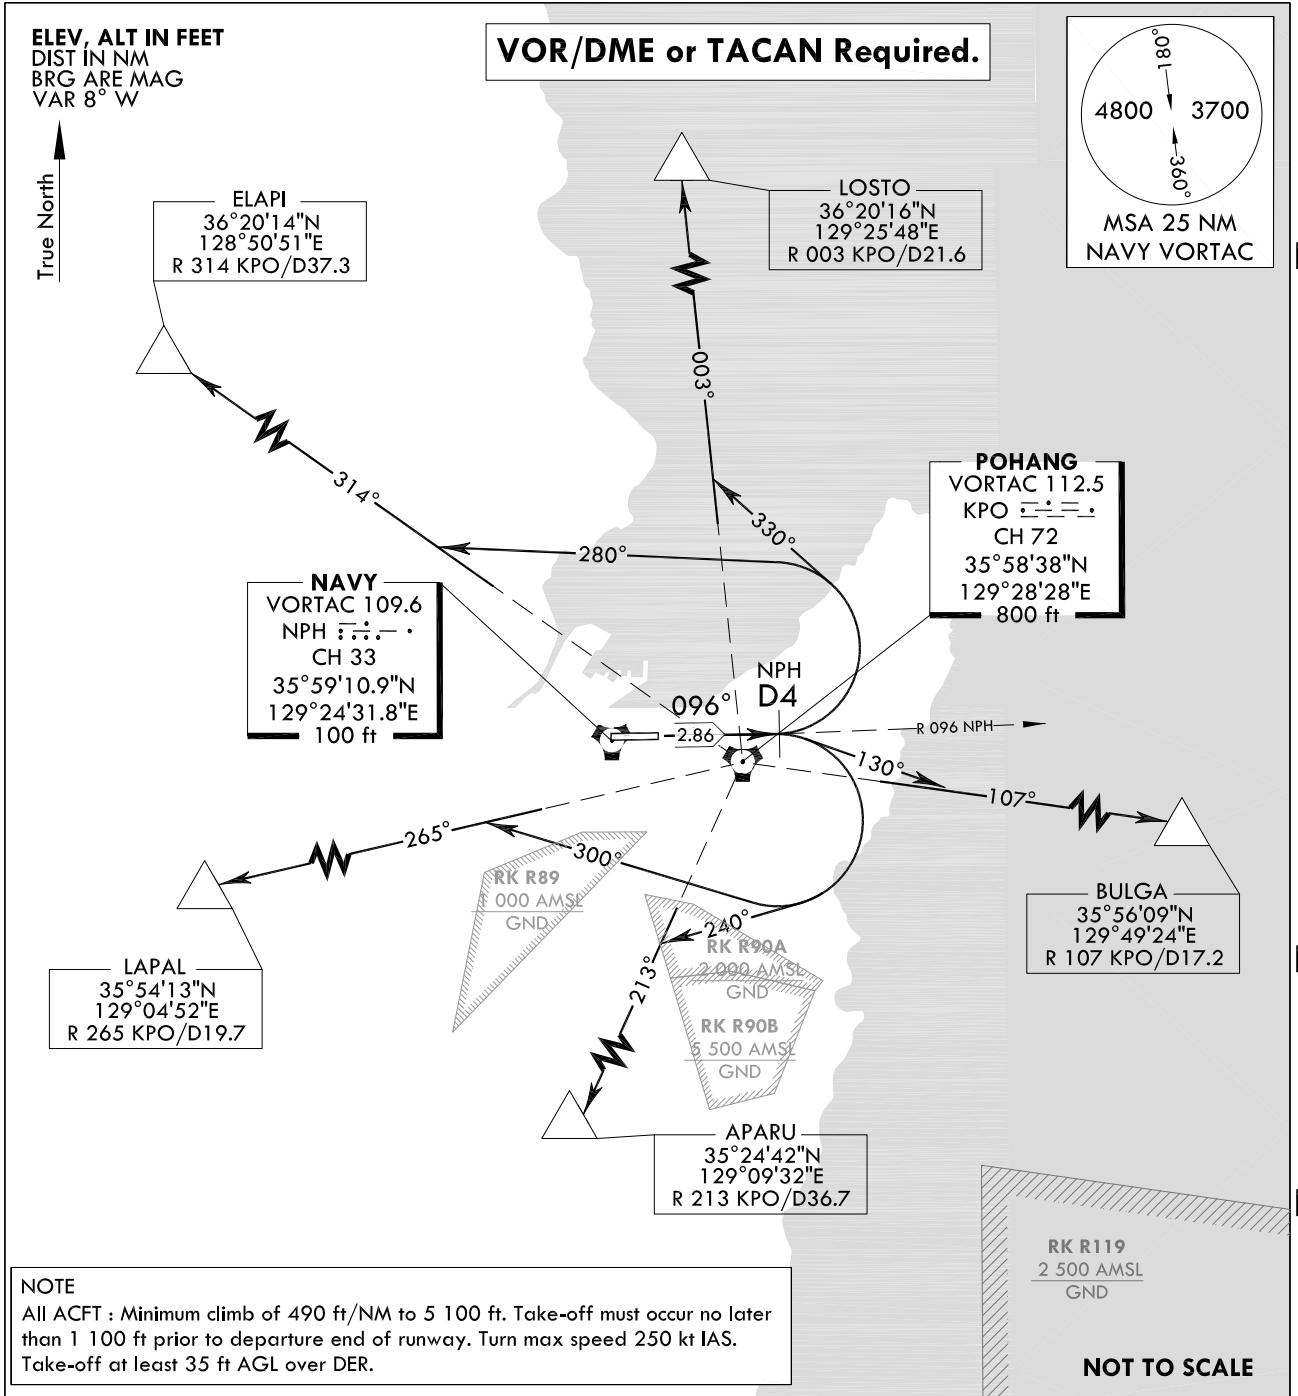 ELEV, ALT IN FEET
DIST IN NM
BRG ARE MAG
VAR 8° W
True North
VOR/DME or TACAN Required.
180°
4800
3700
360°
MSA 25 NM
NAVY VORTAC
ELAPI
36°20'14"N
128°50'51"E
R 314 KPO/D37.3
LOSTO
36°20'16"N
129°25'48"E
R 003 KPO/D21.6
003°
314°
330°
280°
POHANG
VORTAC 112.5
KPO
CH 72
35°58'38"N
129°28'28"E
800 ft
NAVY
VORTAC 109.6
NPH
CH 33
35°59'10.9"N
129°24'31.8"E
100 ft
NPH
D4
096°
2.86
R 096 NPH
130°
107°
265°
300°
RK R89
1 000 AMSL
GND
240°
RK R90A
2 000 AMSL
GND
213°
RK R90B
5 500 AMSL
GND
BULGA
35°56'09"N
129°49'24"E
R 107 KPO/D17.2
LAPAL
35°54'13"N
129°04'52"E
R 265 KPO/D19.7
APARU
35°24'42"N
129°09'32"E
R 213 KPO/D36.7
RK R119
2 500 AMSL
GND
NOTE
All ACFT : Minimum climb of 490 ft/NM to 5 100 ft. Take-off must occur no later
than 1 100 ft prior to departure end of runway. Turn max speed 250 kt IAS.
Take-off at least 35 ft AGL over DER.
NOT TO SCALE